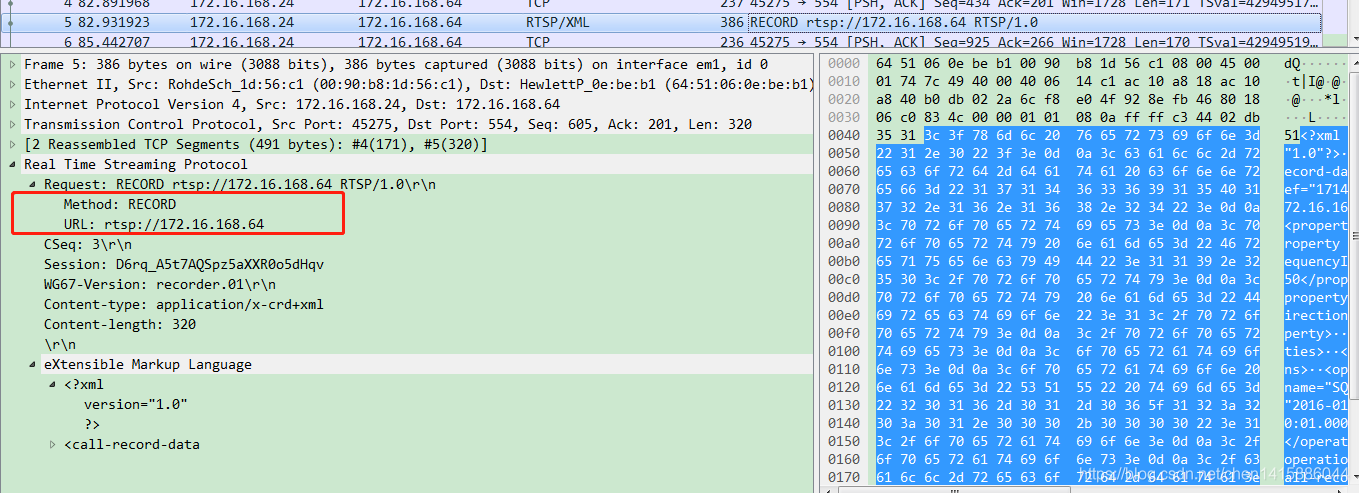 4 82.891968 172.16.168.24 172.16.168.64 TCP 237 45275 → 554 [PSH, ACK] Seq=434 Ack=201 Win=1728 Len=171 TSval=42949517…
82.931923 172.16.168.24 172.16.168.64 RTSP/XML 386 RECORD rtsp://172.16.168.64 RTSP/1.0
6 85.442707 172.16.168.24 172.16.168.64 TCP 236 45275 → 554 [PSH, ACK] Seq=925 Ack=266 Win=1728 Len=170 TSval=42949519…
Frame 5: 386 bytes on wire (3088 bits), 386 bytes captured (3088 bits) on interface em1, id 0
Ethernet II, Src: RohdeSch_1d:56:c1 (00:90:b8:1d:56:c1), Dst: HewlettP_0e:be:b1 (64:51:06:0e:be:b1)
Internet Protocol Version 4, Src: 172.16.168.24, Dst: 172.16.168.64
Transmission Control Protocol, Src Port: 45275, Dst Port: 554, Seq: 605, Ack: 201, Len: 320
[2 Reassembled TCP Segments (491 bytes): #4(171), #5(320)]
Real Time Streaming Protocol
Request: RECORD rtsp://172.16.168.64 RTSP/1.0\r\n
Method: RECORD
URL: rtsp://172.16.168.64
CSeq: 3\r\n
Session: D6rq_A5t7AQSpz5aXXR0o5dHqv
WG67-Version: recorder.01\r\n
Content-type: application/x-crd+xml
Content-length: 320
\r\n
eXtensible Markup Language
<?xml
version="1.0"
?>
<call-record-data
0000 64 51 06 0e be b1 00 90 b8 1d 56 c1 08 00 45 00 dQ······ ··V···E·
0010 01 74 7c 49 40 00 40 06 14 c1 ac 10 a8 18 ac 10 ·t|I@·@·
0020 a8 40 b0 db 02 2a 6c f8 e0 4f 92 8e fb 46 80 18 ·@···*l·
0030 06 c0 83 4c 00 00 01 01 08 0a ff ff c3 44 02 db ···L····
0040 35 31 3c 3f 78 6d 6c 20 76 65 72 73 69 6f 6e 3d 51<?xml
0050 22 31 2e 30 22 3f 3e 0d 0a 3c 63 61 6c 6c 2d 72 "1.0"?>·
0060 65 63 6f 72 64 2d 64 61 74 61 20 63 6f 6e 6e 72 ecord-da
0070 65 66 3d 22 31 37 31 34 36 33 36 39 31 35 40 31 ef="1714
0080 37 32 2e 31 36 2e 31 36 38 2e 32 34 22 3e 0d 0a 72.16.16
0090 3c 70 72 6f 70 65 72 74 69 65 73 3e 0d 0a 3c 70 <propert
00a0 72 6f 70 65 72 74 79 20 6e 61 6d 65 3d 22 46 72 roperty
00b0 65 71 75 65 6e 63 79 49 44 22 3e 31 31 39 2e 32 equencyI
00c0 35 30 3c 2f 70 72 6f 70 65 72 74 79 3e 0d 0a 3c 50</prop
00d0 70 72 6f 70 65 72 74 79 20 6e 61 6d 65 3d 22 44 property
00e0 69 72 65 63 74 69 6f 6e 22 3e 31 3c 2f 70 72 6f irection
00f0 70 65 72 74 79 3e 0d 0a 3c 2f 70 72 6f 70 65 72 perty>··
0100 74 69 65 73 3e 0d 0a 3c 6f 70 65 72 61 74 69 6f ties>··<
0110 6e 73 3e 0d 0a 3c 6f 70 65 72 61 74 69 6f 6e 20 ns>··<op
0120 6e 61 6d 65 3d 22 53 51 55 22 20 74 69 6d 65 3d name="SQ
0130 22 32 30 31 36 2d 30 31 2d 30 36 5f 31 32 3a 32 "2016-01
0140 30 3a 30 31 2e 30 30 30 2b 30 30 30 30 22 3e 31 0:01.000
0150 3c 2f 6f 70 65 72 61 74 69 6f 6e 3e 0d 0a 3c 2f </operat
0160 6f 70 65 72 61 74 69 6f 6e 73 3e 0d 0a 3c 2f 63 operatio
0170 61 6c 6c 2d 72 65 63 6f 72 64 2d 64 61 74 61 3e all-reco